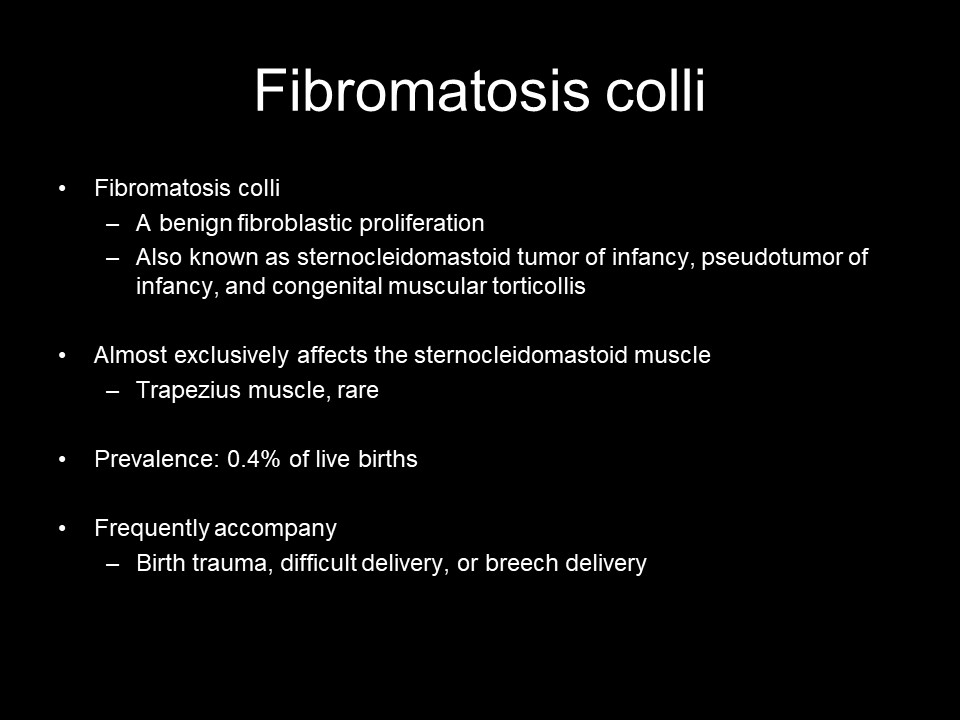 Fibromatosis colli
• Fibromatosis colli
– A benign fibroblastic proliferation
– Also known as sternocleidomastoid tumor of infancy, pseudotumor of
infancy, and congenital muscular torticollis
• Almost exclusively affects the sternocleidomastoid muscle
– Trapezius muscle, rare
• Prevalence: 0.4% of live births
• Frequently accompany
– Birth trauma, difficult delivery, or breech delivery